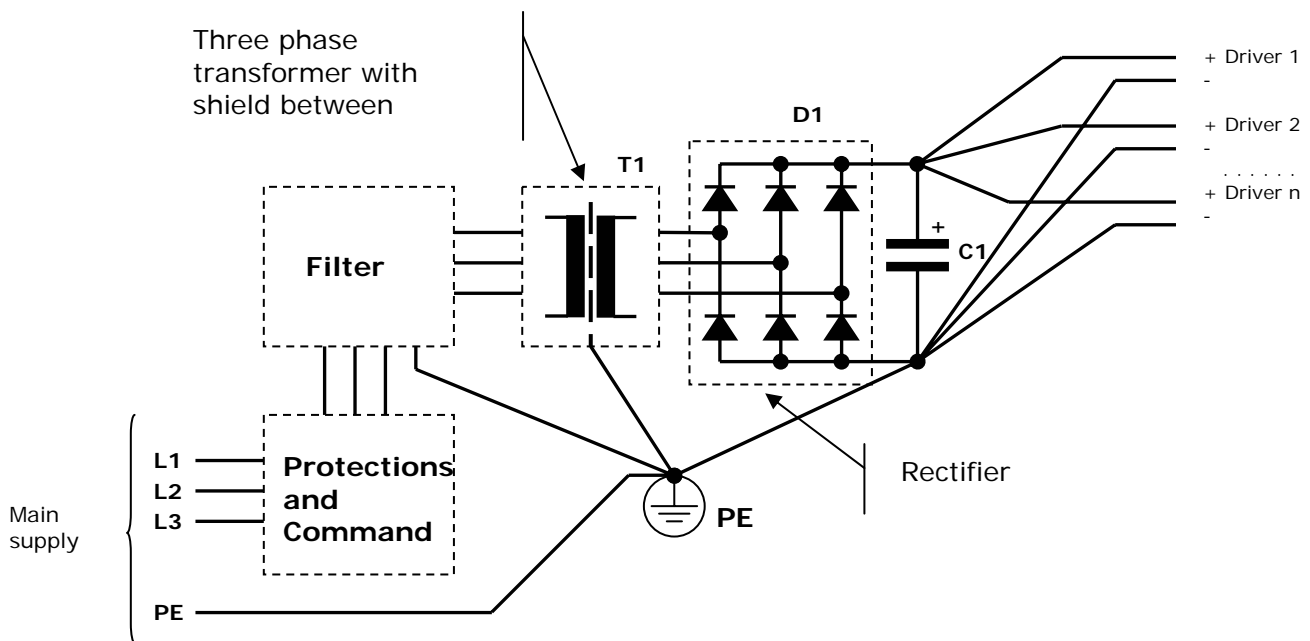 Three phase
transformer with
shield between
+ Driver 1
-
D1
+ Driver 2
-
T1
. . . . . .
+ Driver n
-
+
C1
Filter
L1
L2
L3
Protections
and
Command
Rectifier
Main
supply
PE
PE